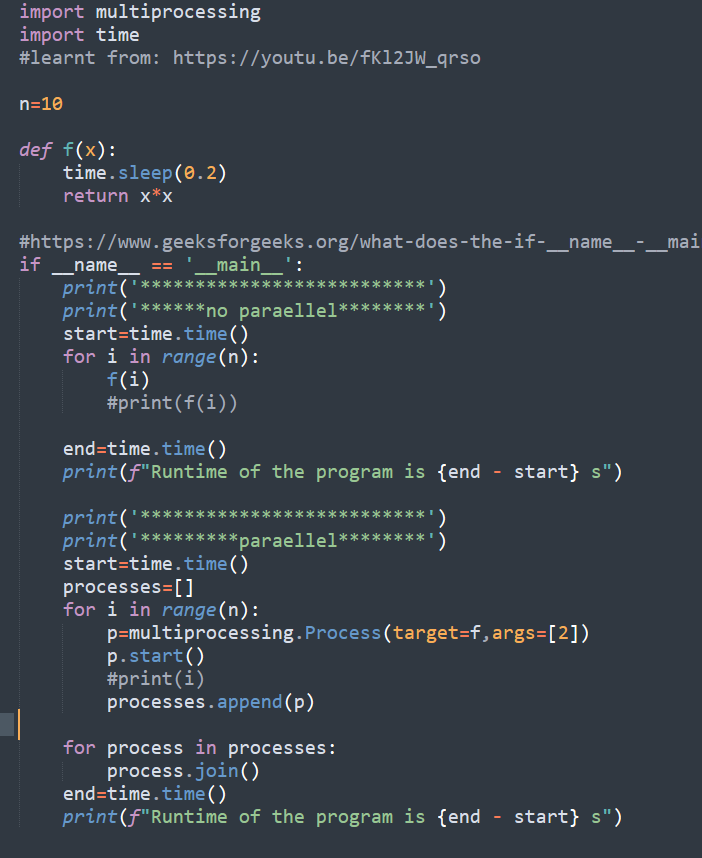 import multiprocessing
import time
#learnt from: https://youtu.be/fKl2JW_qrso
n=10
def f(x):
    time.sleep(0.2)
    return x*x
#https://www.geeksforgeeks.org/what-does-the-if-__name__-__mai
if __name__ == '__main__':
    print('**************************')
    print('******no paraellel********')
    start=time.time()
    for i in range(n):
        f(i)
        #print(f(i))
    end=time.time()
    print(f"Runtime of the program is {end - start} s")
    print('**************************')
    print('*********paraellel********')
    start=time.time()
    processes=[]
    for i in range(n):
        p=multiprocessing.Process(target=f,args=[2])
        p.start()
        #print(i)
        processes.append(p)
    for process in processes:
        process.join()
    end=time.time()
    print(f"Runtime of the program is {end - start} s")